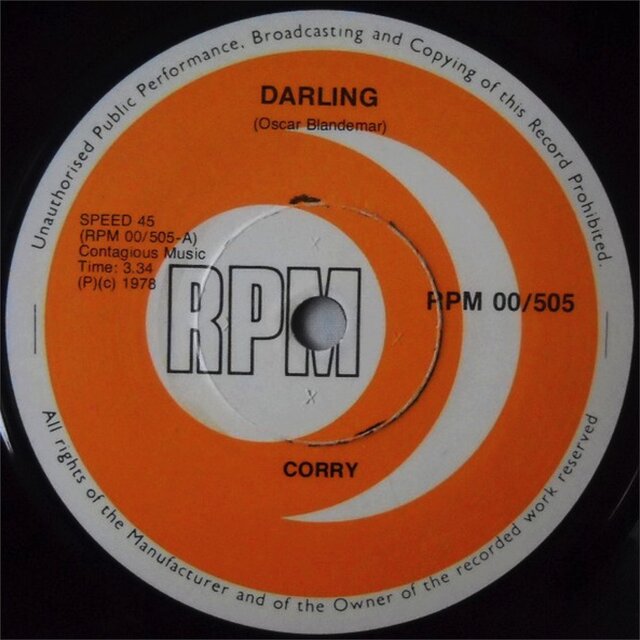 Unauthorised Public Performance, Broadcasting and Copying of this Record Prohibited.
DARLING
(Oscar Blandemar)
SPEED 45
(RPM 00/505-A)
Contagious Music
Time: 3.34
(P)(c) 1978
RPM
RPM 00/505
CORRY
All rights of the Manufacturer and of the Owner of the recorded work reserved